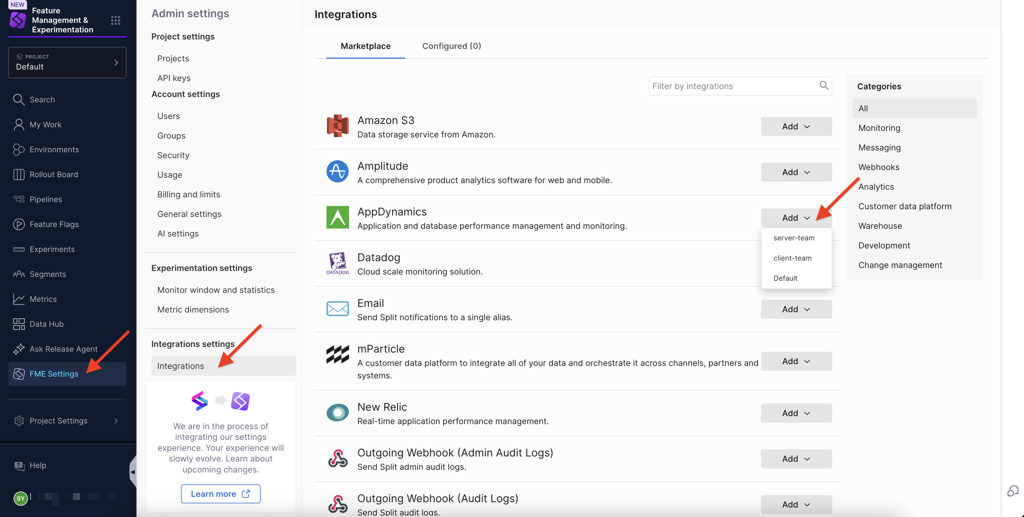 NEW
Feature
Management &
Experimentation
PROJECT
Default
Search
My Work
Environments
Rollout Board
Pipelines
Feature Flags
Experiments
Segments
Metrics
Data Hub
Ask Release Agent
FME Settings
Project Settings
Help
SY
Admin settings
Project settings
Projects
API keys
Account settings
Users
Groups
Security
Usage
Billing and limits
General settings
AI settings
Experimentation settings
Monitor window and statistics
Metric dimensions
Integrations settings
Integrations
We are in the process of
integrating our settings
experience. Your experience will
slowly evolve. Learn about
upcoming changes.
Learn more
Integrations
Marketplace
Configured (0)
Filter by integrations
Amazon S3
Data storage service from Amazon.
Add
Amplitude
A comprehensive product analytics software for web and mobile.
Add
AppDynamics
Application and database performance management and monitoring.
Add
server-team
client-team
Default
DATADOG
Datadog
Cloud scale monitoring solution.
Email
Send Split notifications to a single alias.
Add
mParticle
A customer data platform to integrate all of your data and orchestrate it across channels, partners and
systems.
Add
New Relic
Real-time application performance management.
Add
Outgoing Webhook (Admin Audit Logs)
Send Split admin audit logs.
Add
Outgoing Webhook (Audit Logs)
Send Split audit logs.
Add
Categories
All
Monitoring
Messaging
Webhooks
Analytics
Customer data platform
Warehouse
Development
Change management